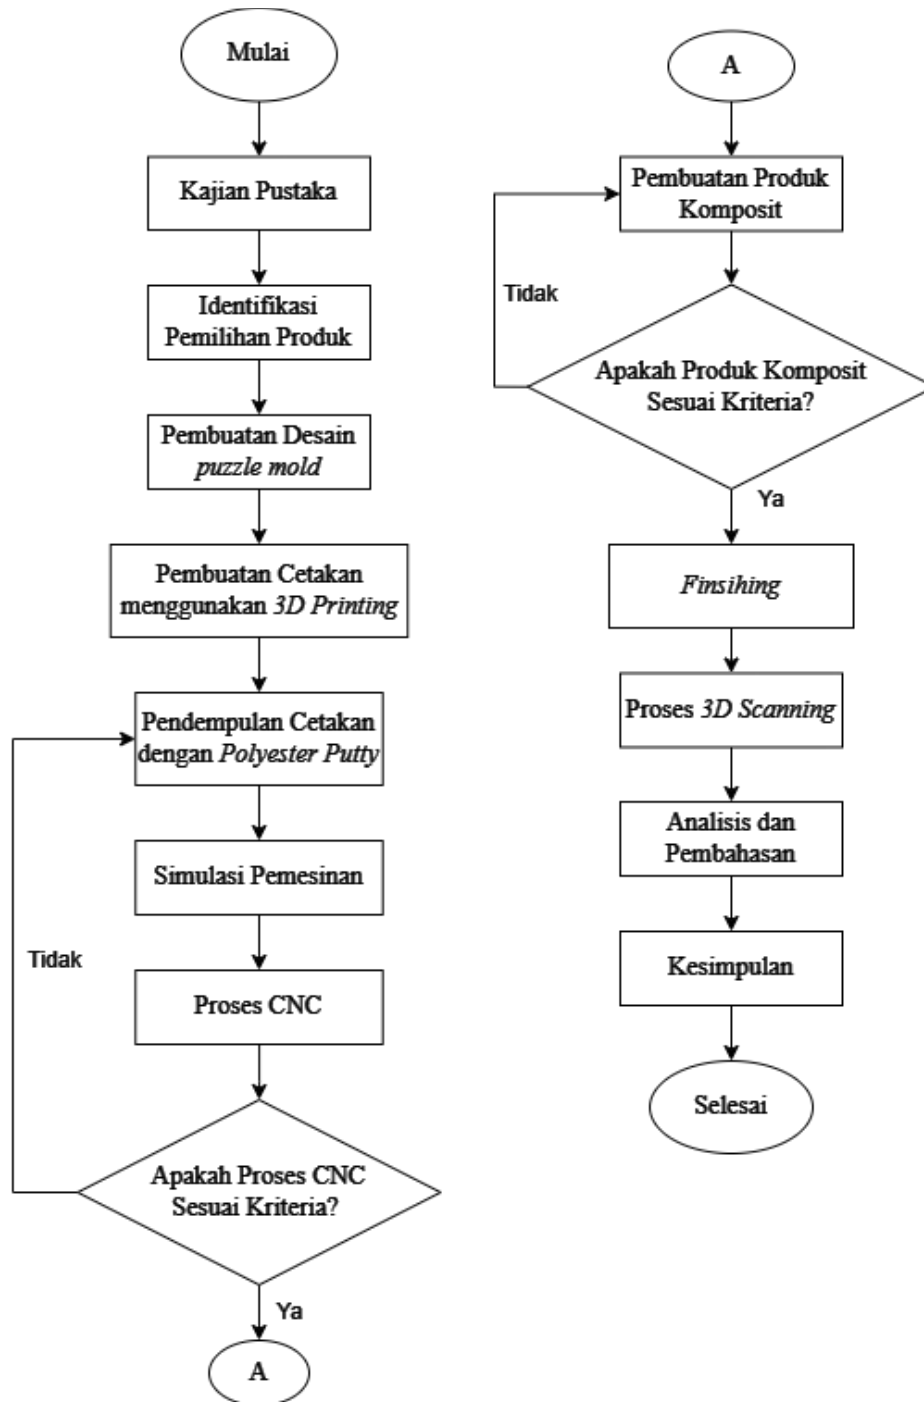 Mulai
Kajian Pustaka
Identifikasi
Pemilihan Produk
Pembuatan Desain
puzzle mold
Pembuatan Cetakan
menggunakan 3D Printing
Pendempulan Cetakan
dengan Polyester Putty
Simulasi Pemesinan
Tidak
Proses CNC
Apakah Proses CNC
Sesuai Kriteria?
Ya
A
A
Pembuatan Produk
Komposit
Tidak
Apakah Produk Komposit
Sesuai Kriteria?
Ya
Finsihing
Proses 3D Scanning
Analisis dan
Pembahasan
Kesimpulan
Selesai